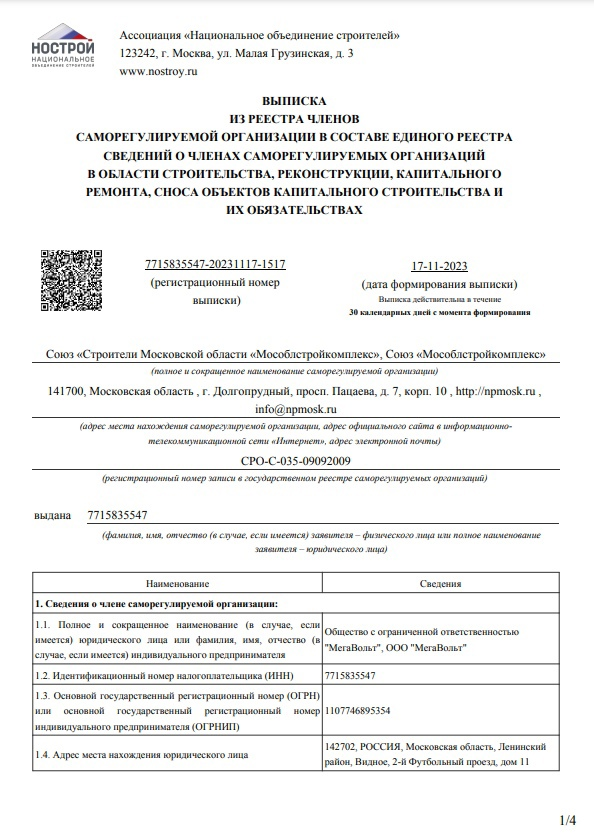 НОСТРОЙ
НАЦИОНАЛЬНОЕ
ОБЪЕДИНЕНИЕ СТРОИТЕЛЕЙ
Ассоциация «Национальное объединение строителей»
123242, г. Москва, ул. Малая Грузинская, д. 3
www.nostroy.ru
ВЫПИСКА
ИЗ РЕЕСТРА ЧЛЕНОВ
САМОРЕГУЛИРУЕМОЙ ОРГАНИЗАЦИИ В СОСТАВЕ ЕДИНОГО РЕЕСТРА
СВЕДЕНИЙ О ЧЛЕНАХ САМОРЕГУЛИРУЕМЫХ ОРГАНИЗАЦИЙ
В ОБЛАСТИ СТРОИТЕЛЬСТВА, РЕКОНСТРУКЦИИ, КАПИТАЛЬНОГО
РЕМОНТА, СНОСА ОБЪЕКТОВ КАПИТАЛЬНОГО СТРОИТЕЛЬСТВА И
ИХ ОБЯЗАТЕЛЬСТВАХ
7715835547-20231117-1517
(регистрационный номер
выписки)
17-11-2023
(дата формирования выписки)
Выписка действительна в течение
30 календарных дней с момента формирования
Союз «Строители Московской области «Мособлстройкомплекс», Союз «Мособлстройкомплекс»
(полное и сокращенное наименование саморегулируемой организации)
141700, Московская область , г. Долгопрудный, просп. Пацаева, д. 7, корп. 10 , http://npmosk.ru ,
info@npmosk.ru
(адрес места нахождения саморегулируемой организации, адрес официального сайта в информационно-
телекоммуникационной сети «Интернет», адрес электронной почты)
СРО-С-035-09092009
(регистрационный номер записи в государственном реестре саморегулируемых организаций)
выдана 7715835547
(фамилия, имя, отчество (в случае, если имеется) заявителя – физического лица или полное наименование
заявителя – юридического лица)
Наименование Сведения
1. Сведения о члене саморегулируемой организации:
1.1. Полное и сокращенное наименование (в случае, если
имеется) юридического лица или фамилия, имя, отчество (в
случае, если имеется) индивидуального предпринимателя
Общество с ограниченной ответственностью
"МегаВольт", ООО "МегаВольт"
1.2. Идентификационный номер налогоплательщика (ИНН) 7715835547
1.3. Основной государственный регистрационный номер (ОГРН)
или основной государственный регистрационный номер
индивидуального предпринимателя (ОГРНИП)
1107746895354
1.4. Адрес места нахождения юридического лица
142702, РОССИЯ, Московская область, Ленинский
район, Видное, 2-й Футбольный проезд, дом 11
1/4